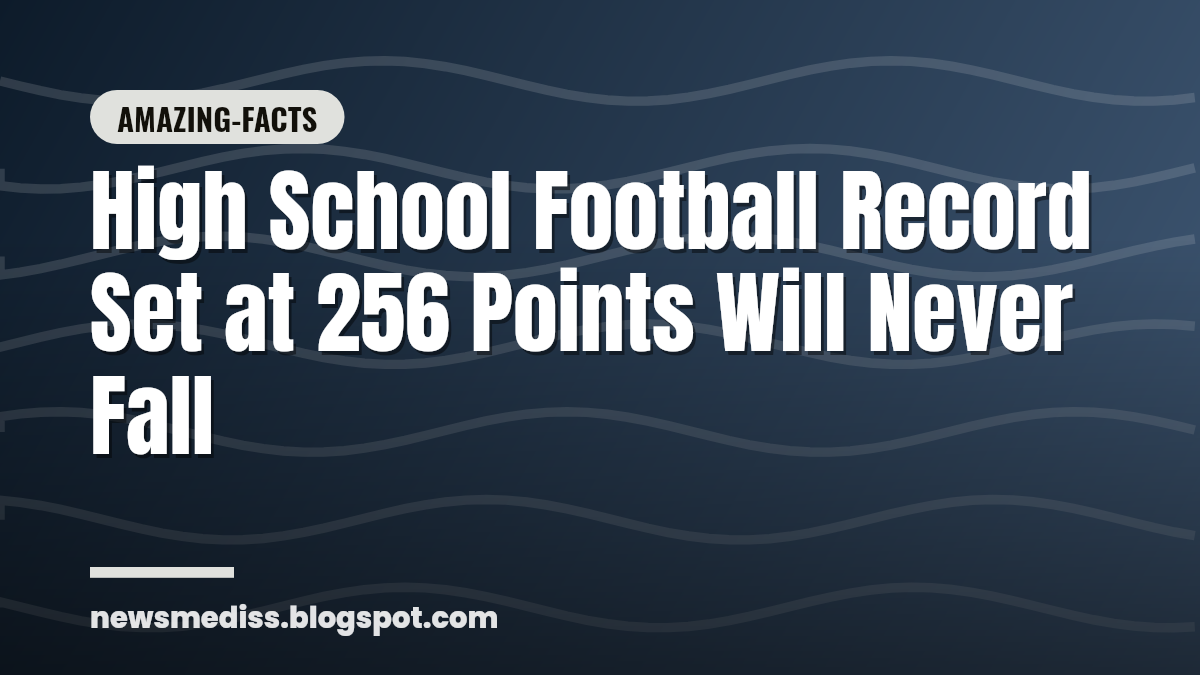 AMAZING-FACTS
High School Football Record
Set at 256 Points Will Never
Fall
newsmediss.blogspot.com